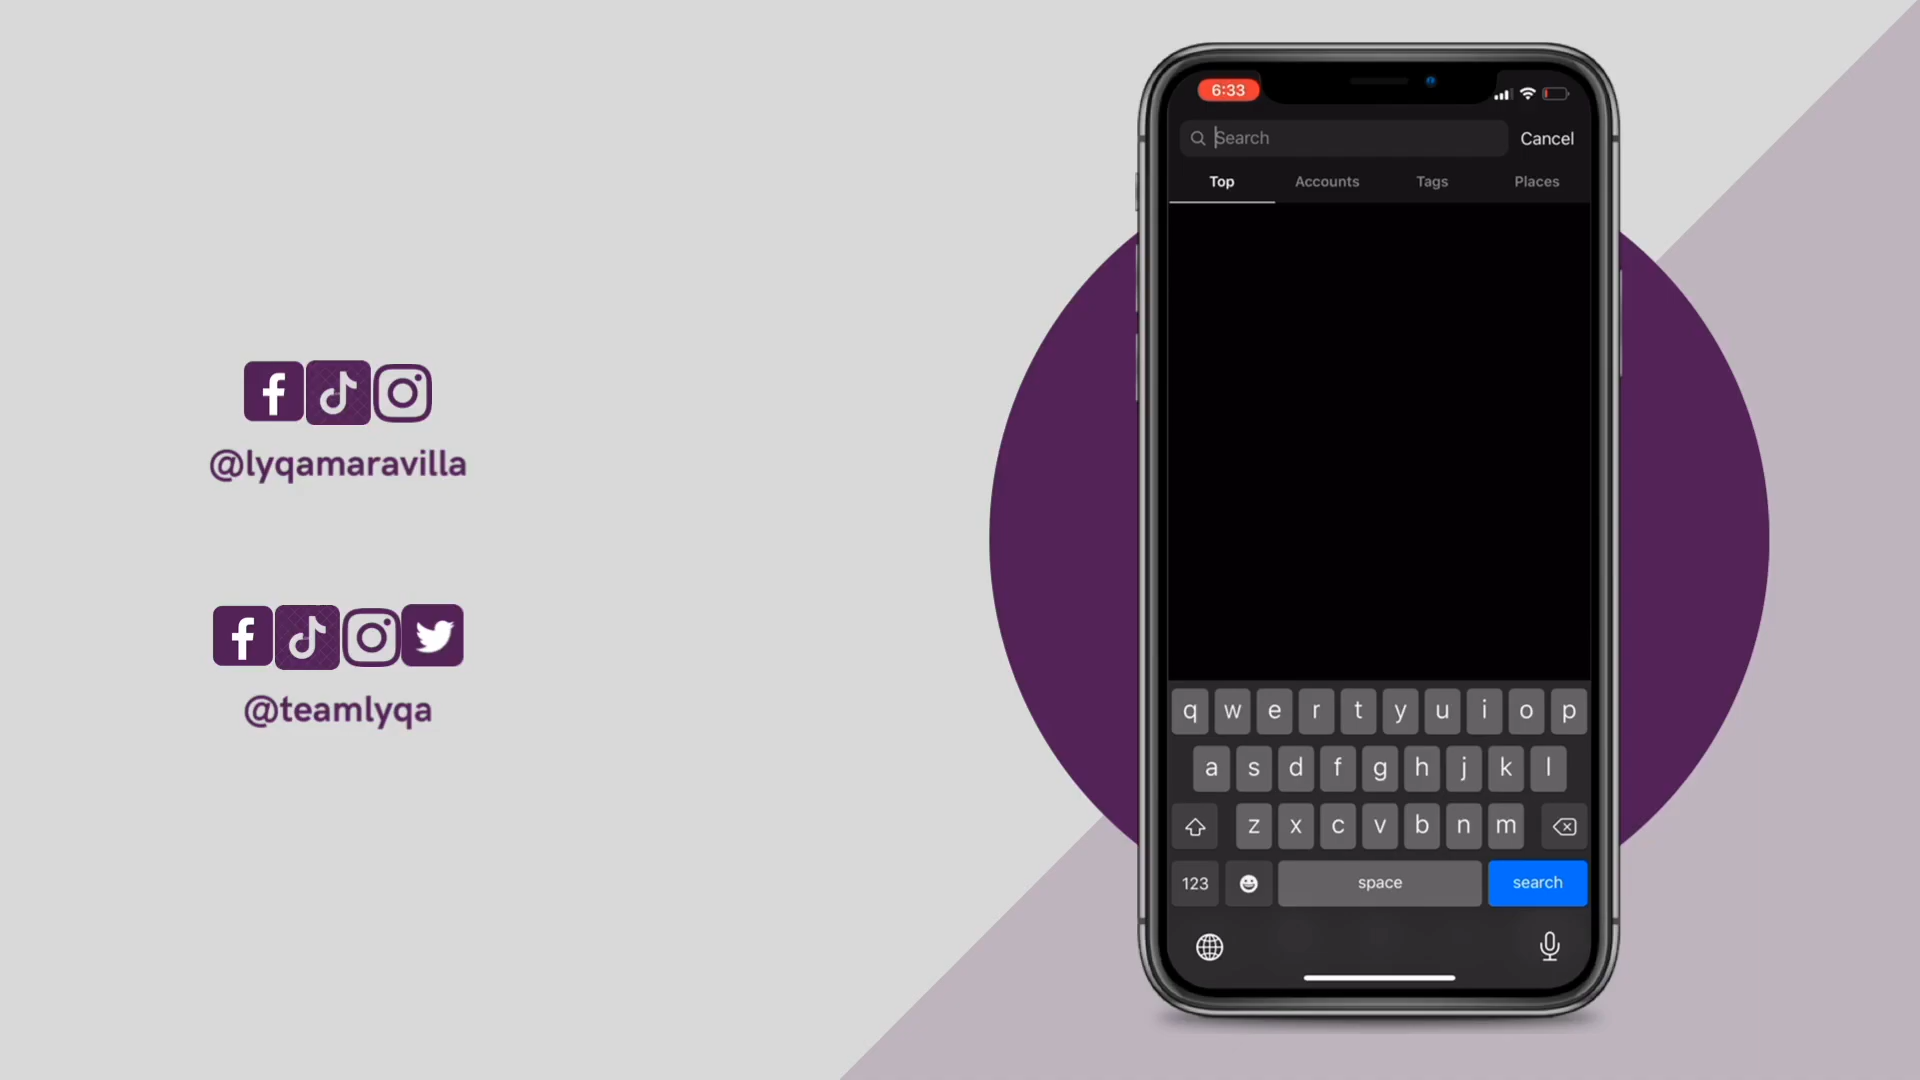 @lyqamaravilla
@teamlyqa
6:33
Search
Cancel
Top Accounts Tags Places
q w e r t y u i o p
a s d f g h j k l
z x c v b n m
123 space search